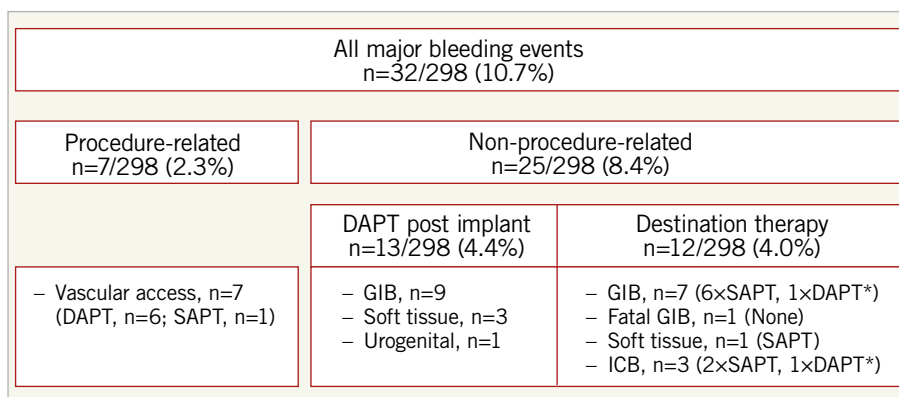 All major bleeding events
n=32/298 (10.7%)
Procedure-related
n=7/298 (2.3%)
Non-procedure-related
n=25/298 (8.4%)
DAPT post implant
n=13/298 (4.4%)
Destination therapy
n=12/298 (4.0%)
– Vascular access, n=7
(DAPT, n=6; SAPT, n=1)
– GIB, n=9
– Soft tissue, n=3
– Urogenital, n=1
– GIB, n=7 (6×SAPT, 1×DAPT*)
– Fatal GIB, n=1 (None)
– Soft tissue, n=1 (SAPT)
– ICB, n=3 (2×SAPT, 1×DAPT*)